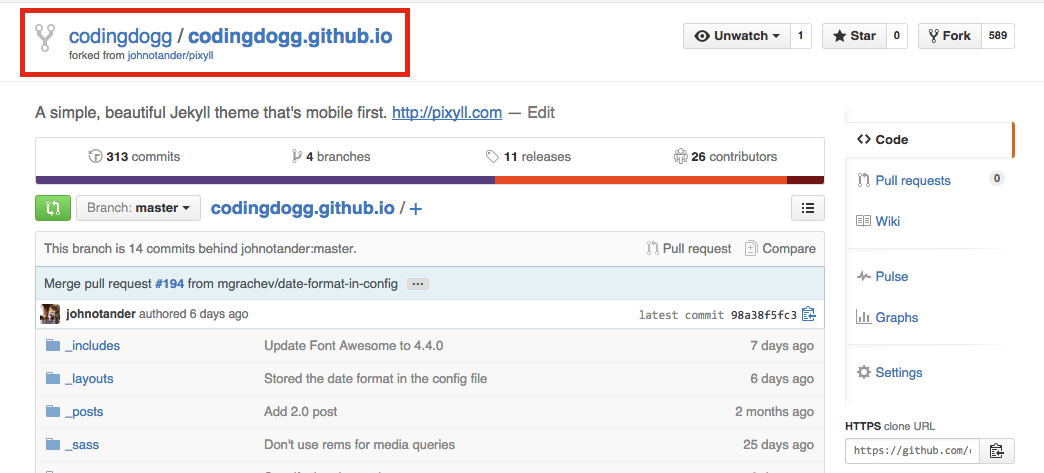 codingdogg / codingdogg.github.io
forked from johnotander/pixyll
Unwatch 1 Star 0 Fork 589
A simple, beautiful Jekyll theme that's mobile first. http://pixyll.com — Edit
313 commits 4 branches 11 releases 26 contributors
Branch: master codingdogg.github.io / +
This branch is 14 commits behind johnotander:master. Pull request Compare
Merge pull request #194 from mgrachev/date-format-in-config ...
johnotander authored 6 days ago latest commit 98a38f5fc3
_includes Update Font Awesome to 4.4.0 7 days ago
_layouts Stored the date format in the config file 6 days ago
_posts Add 2.0 post 2 months ago
_sass Don't use rems for media queries 25 days ago
Code
Pull requests 0
Wiki
Pulse
Graphs
Settings
HTTPS clone URL
https://github.com/